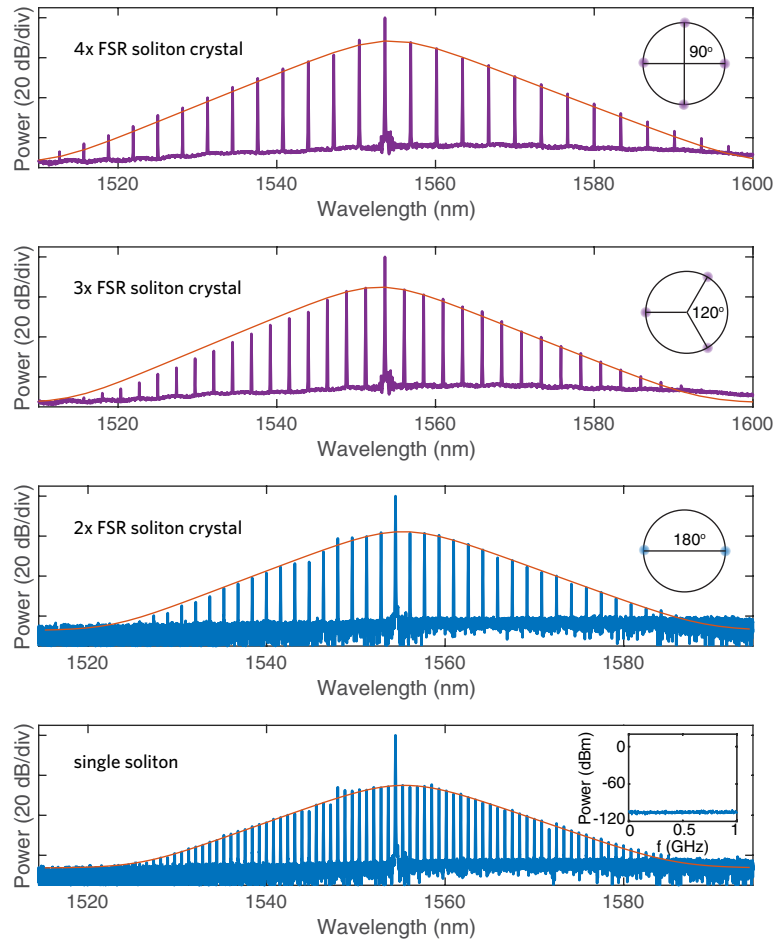 4x FSR soliton crystal
90°
Power (20 dB/div)
1520 1540 1560 1580 1600
Wavelength (nm)
3x FSR soliton crystal
120°
Power (20 dB/div)
1520 1540 1560 1580 1600
Wavelength (nm)
2x FSR soliton crystal
180°
Power (20 dB/div)
1520 1540 1560 1580
Wavelength (nm)
single soliton
Power (dBm)
0
-60
-120
0 0.5 1
f (GHz)
Power (20 dB/div)
1520 1540 1560 1580
Wavelength (nm)